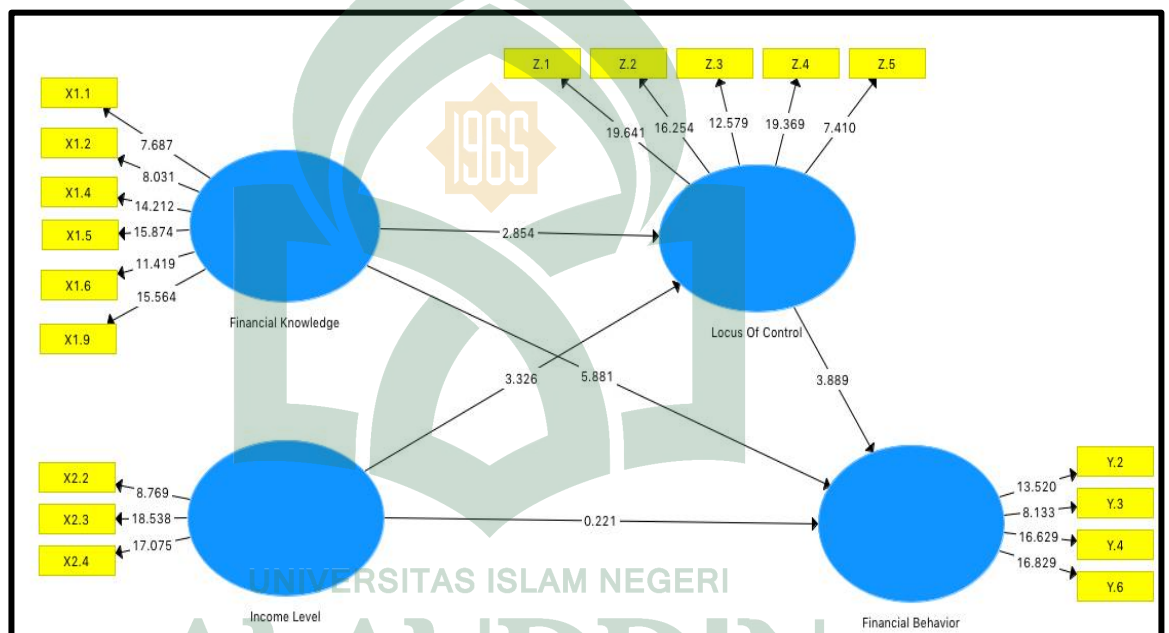 Z.1 Z.2 Z.3 Z.4 Z.5
X1.1
19.641 16.254 12.579 19.369 7.410
7.687
X1.2
8.031
X1.4
14.212
X1.5
15.874
11.419
X1.6
15.564
X1.9
1965
2.854
Financial Knowledge
Locus Of Control
3.326
5.881
3.889
X2.2
8.769
X2.3
18.538
X2.4
17.075
0.221
Y.2
13.520
Y.3
8.133
Y.4
16.629
16.829
Y.6
UNIVERSITAS ISLAM NEGERI
Income Level
Financial Behavior